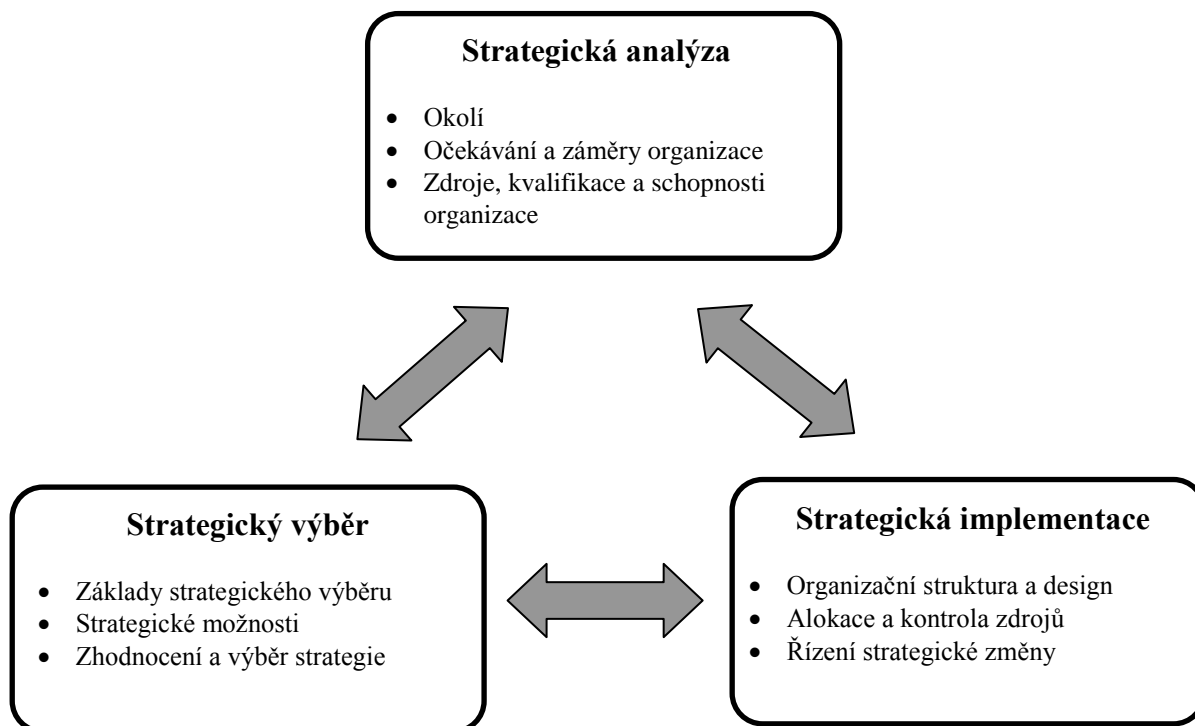 Strategická analýza
• Okolí
• Očekávání a záměry organizace
• Zdroje, kvalifikace a schopnosti
organizace
Strategický výběr
• Základy strategického výběru
• Strategické možnosti
• Zhodnocení a výběr strategie
Strategická implementace
• Organizační struktura a design
• Alokace a kontrola zdrojů
• Řízení strategické změny